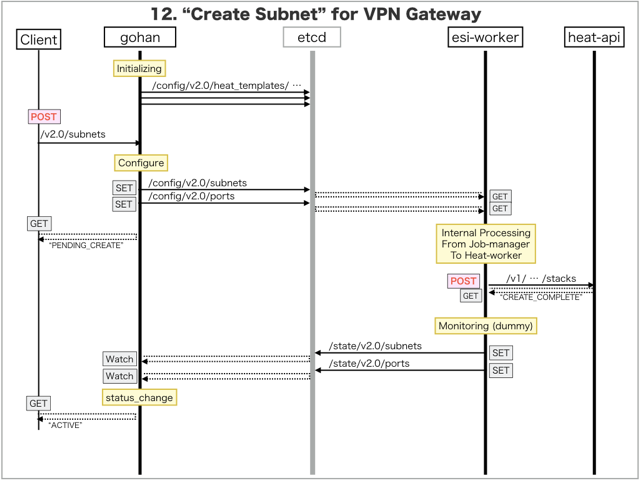 12. “Create Subnet” for VPN Gateway
Client
gohan
etcd
esi-worker
heat-api
Initializing
/config/v2.0/heat_templates/ …
POST
/v2.0/subnets
Configure
SET
/config/v2.0/subnets
GET
SET
/config/v2.0/ports
GET
GET
“PENDING_CREATE”
Internal Processing
From Job-manager
To Heat-worker
POST
/v1/ … /stacks
GET
“CREATE_COMPLETE”
Monitoring (dummy)
/state/v2.0/subnets
SET
Watch
/state/v2.0/ports
SET
Watch
status_change
GET
“ACTIVE”